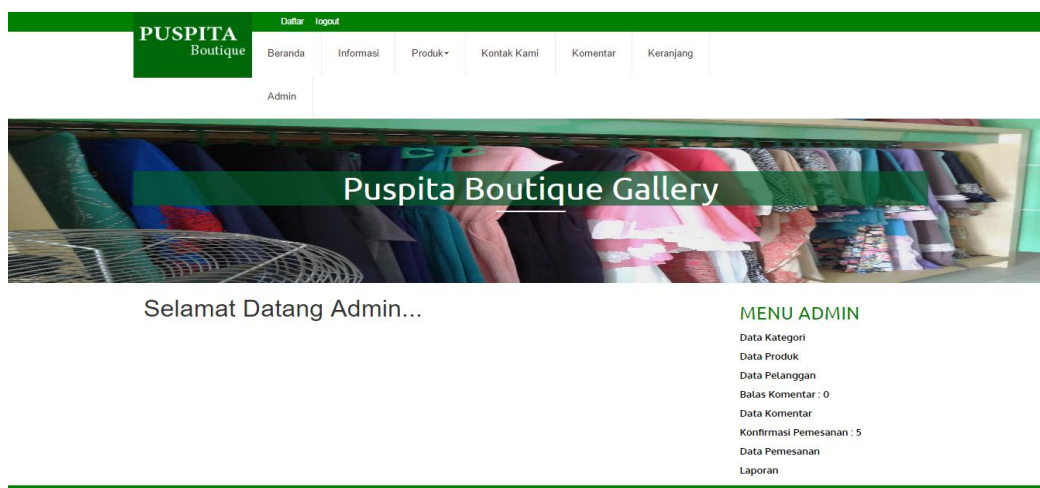 Daftar logout
PUSPITA
Boutique
Beranda Informasi Produk Kontak Kami Komentar Keranjang
Admin
Puspita Boutique Gallery
Selamat Datang Admin...
MENU ADMIN
Data Kategori
Data Produk
Data Pelanggan
Balas Komentar : 0
Data Komentar
Konfirmasi Pemesanan : 5
Data Pemesanan
Laporan